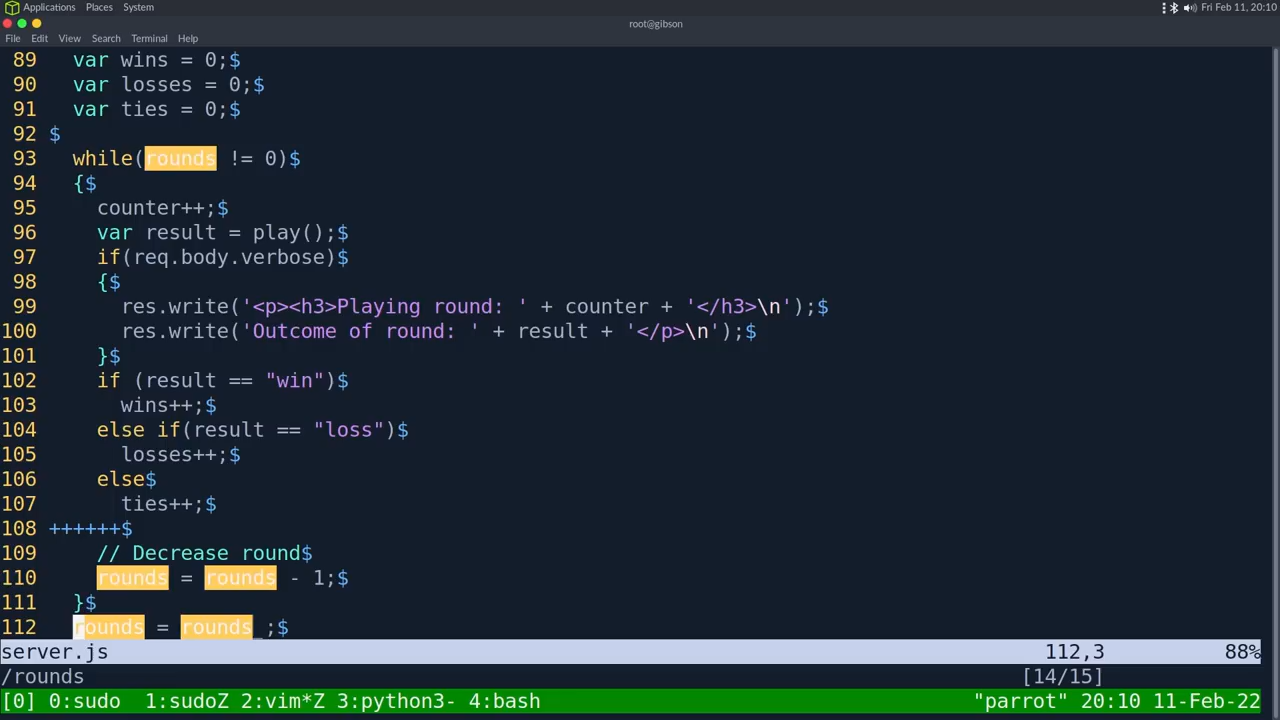 Applications Places System Fri Feb 11, 20:10
root@gibson
File Edit View Search Terminal Help
89 var wins = 0;$
90 var losses = 0;$
91 var ties = 0;$
92 $
93 while(rounds != 0)$
94 {$
95 counter++;$
96 var result = play();$
97 if(req.body.verbose)$
98 {$
99 res.write('<p><h3>Playing round: ' + counter + '</h3>\n');$
100 res.write('Outcome of round: ' + result + '</p>\n');$
101 }$
102 if (result == "win")$
103 wins++;$
104 else if(result == "loss")$
105 losses++;$
106 else$
107 ties++;$
108 ++++++$
109 // Decrease round$
110 rounds = rounds - 1;$
111 }$
112 rounds = rounds_;$
server.js 112,3 88%
/rounds [14/15]
[0] 0:sudo 1:sudoZ 2:vim*Z 3:python3- 4:bash "parrot" 20:10 11-Feb-22